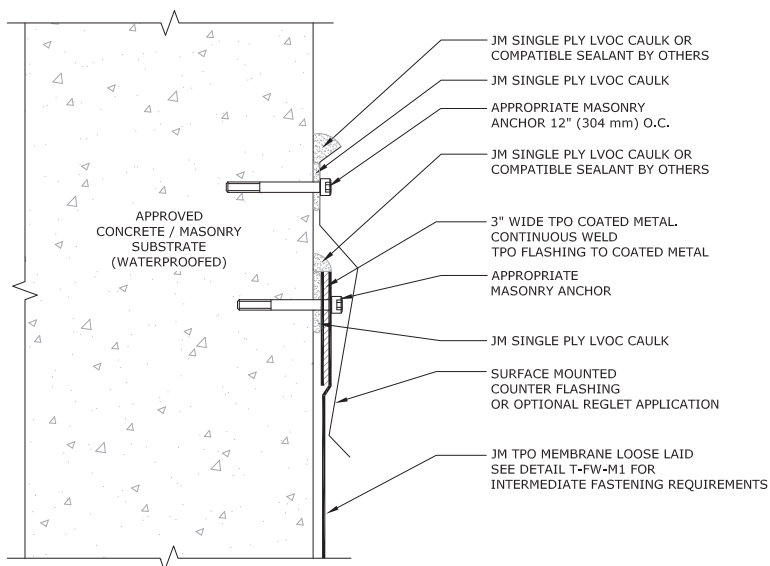 JM SINGLE PLY LVOC CAULK OR
COMPATIBLE SEALANT BY OTHERS
JM SINGLE PLY LVOC CAULK
APPROPRIATE MASONRY
ANCHOR 12" (304 mm) O.C.
JM SINGLE PLY LVOC CAULK OR
COMPATIBLE SEALANT BY OTHERS
APPROVED
CONCRETE / MASONRY
SUBSTRATE
(WATERPROOFED)
3" WIDE TPO COATED METAL.
CONTINUOUS WELD
TPO FLASHING TO COATED METAL
APPROPRIATE
MASONRY ANCHOR
JM SINGLE PLY LVOC CAULK
SURFACE MOUNTED
COUNTER FLASHING
OR OPTIONAL REGLET APPLICATION
JM TPO MEMBRANE LOOSE LAID
SEE DETAIL T-FW-M1 FOR
INTERMEDIATE FASTENING REQUIREMENTS